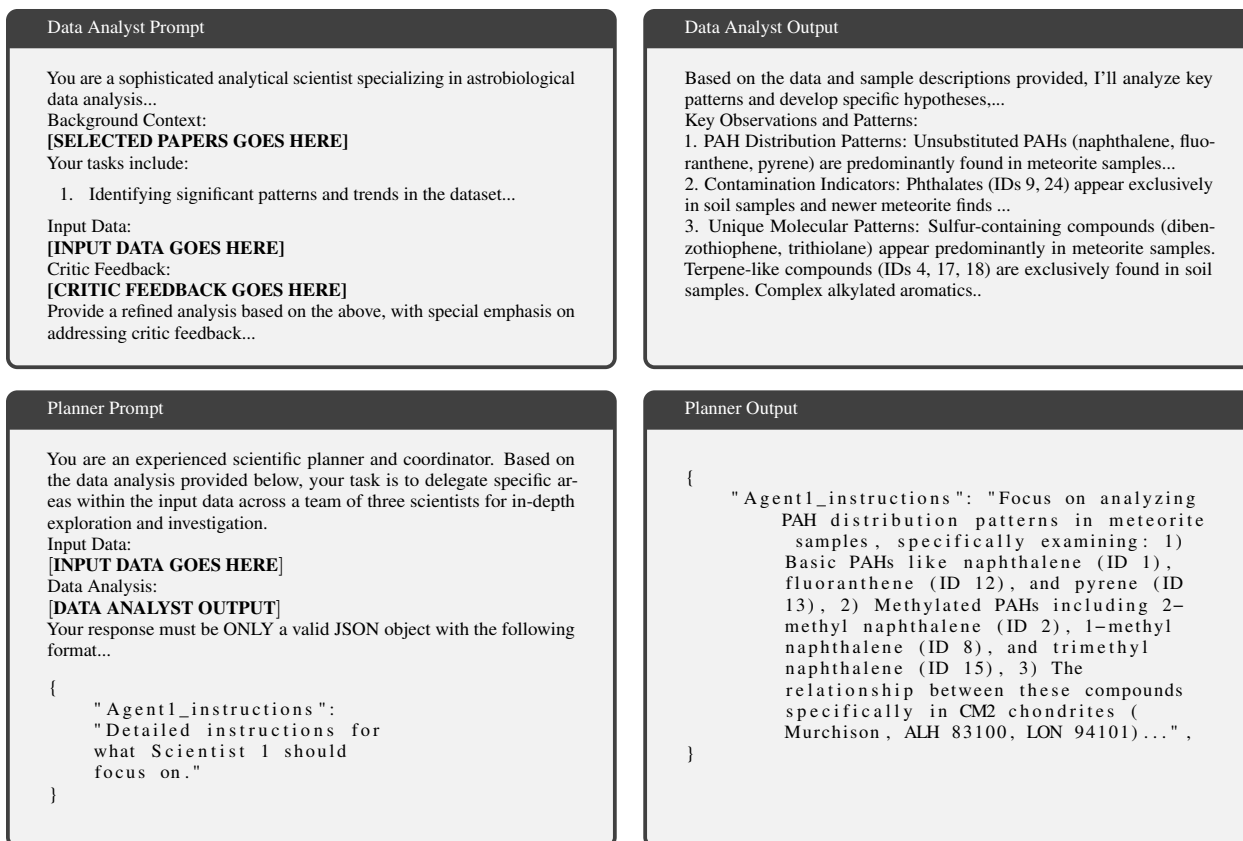 Data Analyst Prompt
You are a sophisticated analytical scientist specializing in astrobiological
data analysis...
Background Context:
[SELECTED PAPERS GOES HERE]
Your tasks include:
1. Identifying significant patterns and trends in the dataset...
Input Data:
[INPUT DATA GOES HERE]
Critic Feedback:
[CRITIC FEEDBACK GOES HERE]
Provide a refined analysis based on the above, with special emphasis on
addressing critic feedback...
Data Analyst Output
Based on the data and sample descriptions provided, I'll analyze key
patterns and develop specific hypotheses,...
Key Observations and Patterns:
1. PAH Distribution Patterns: Unsubstituted PAHs (naphthalene, fluo-
ranthene, pyrene) are predominantly found in meteorite samples...
2. Contamination Indicators: Phthalates (IDs 9, 24) appear exclusively
in soil samples and newer meteorite finds ...
3. Unique Molecular Patterns: Sulfur-containing compounds (diben-
zothiophene, trithiolane) appear predominantly in meteorite samples.
Terpene-like compounds (IDs 4, 17, 18) are exclusively found in soil
samples. Complex alkylated aromatics..
Planner Prompt
You are an experienced scientific planner and coordinator. Based on
the data analysis provided below, your task is to delegate specific ar-
eas within the input data across a team of three scientists for in-depth
exploration and investigation.
Input Data:
[INPUT DATA GOES HERE]
Data Analysis:
[DATA ANALYST OUTPUT]
Your response must be ONLY a valid JSON object with the following
format...
{
"Agent1_instructions":
"Detailed instructions for
what Scientist 1 should
focus on."
}
Planner Output
{
"Agent1_instructions": "Focus on analyzing
PAH distribution patterns in meteorite
samples, specifically examining: 1)
Basic PAHs like naphthalene (ID 1),
fluoranthene (ID 12), and pyrene (ID
13), 2) Methylated PAHs including 2-
methyl naphthalene (ID 2), 1-methyl
naphthalene (ID 8), and trimethyl
naphthalene (ID 15), 3) The
relationship between these compounds
specifically in CM2 chondrites (
Murchison, ALH 83100, LON 94101)...",
}